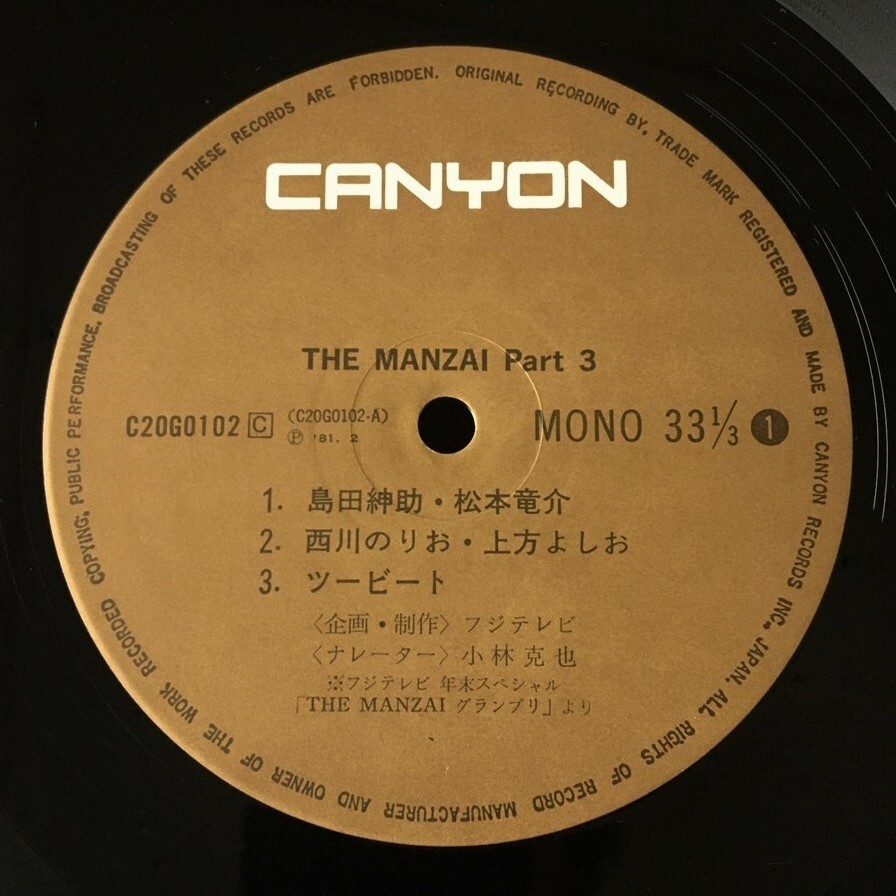 CANYON
THE MANZAI Part 3
C20G0102 C (C20G0102-A)
Ⓟ '81. 2
MONO 33⅓ 1
1. 島田紳助・松本竜介
2. 西川のりお・上方よしお
3. ツービート
〈企画・制作〉フジテレビ
〈ナレーター〉小林克也
※フジテレビ 年末スペシャル
「THE MANZAI グランプリ」より
ALL RIGHTS OF RECORD MANUFACTURER AND OWNER OF THE WORK RECORDED COPYING, PUBLIC PERFORMANCE, BROADCASTING OF THESE RECORDS ARE FORBIDDEN. ORIGINAL RECORDING BY, TRADE MARK REGISTERED AND MADE BY CANYON RECORDS INC., JAPAN.